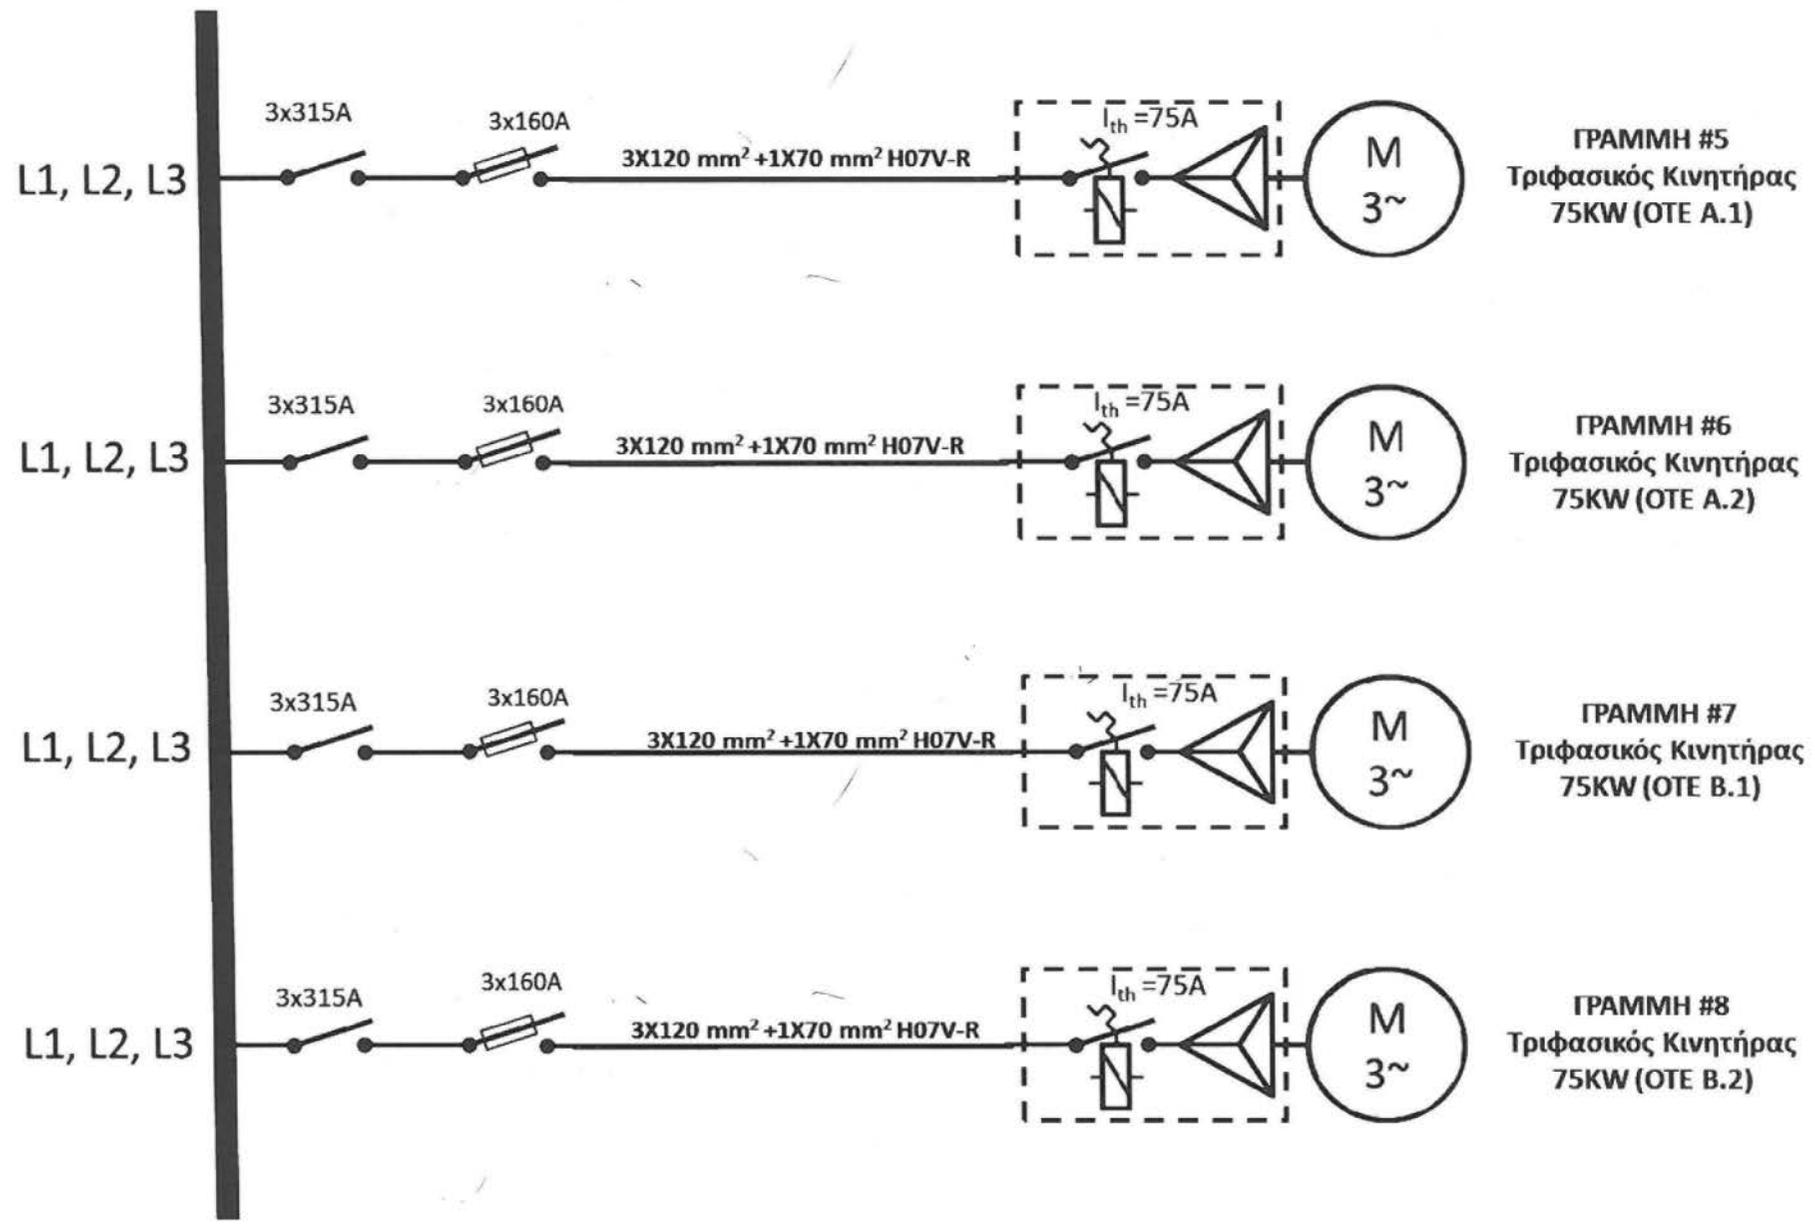 3x315A
3x160A
I_th =75A
L1, L2, L3
3X120 mm² +1X70 mm² H07V-R
M
3~
ΓΡΑΜΜΗ #5
Τριφασικός Κινητήρας
75KW (ΟΤΕ Α.1)
3x315A
3x160A
I_th =75A
L1, L2, L3
3X120 mm² +1X70 mm² H07V-R
M
3~
ΓΡΑΜΜΗ #6
Τριφασικός Κινητήρας
75KW (ΟΤΕ Α.2)
3x315A
3x160A
I_th =75A
L1, L2, L3
3X120 mm² +1X70 mm² H07V-R
M
3~
ΓΡΑΜΜΗ #7
Τριφασικός Κινητήρας
75KW (ΟΤΕ Β.1)
3x315A
3x160A
I_th =75A
L1, L2, L3
3X120 mm² +1X70 mm² H07V-R
M
3~
ΓΡΑΜΜΗ #8
Τριφασικός Κινητήρας
75KW (ΟΤΕ Β.2)